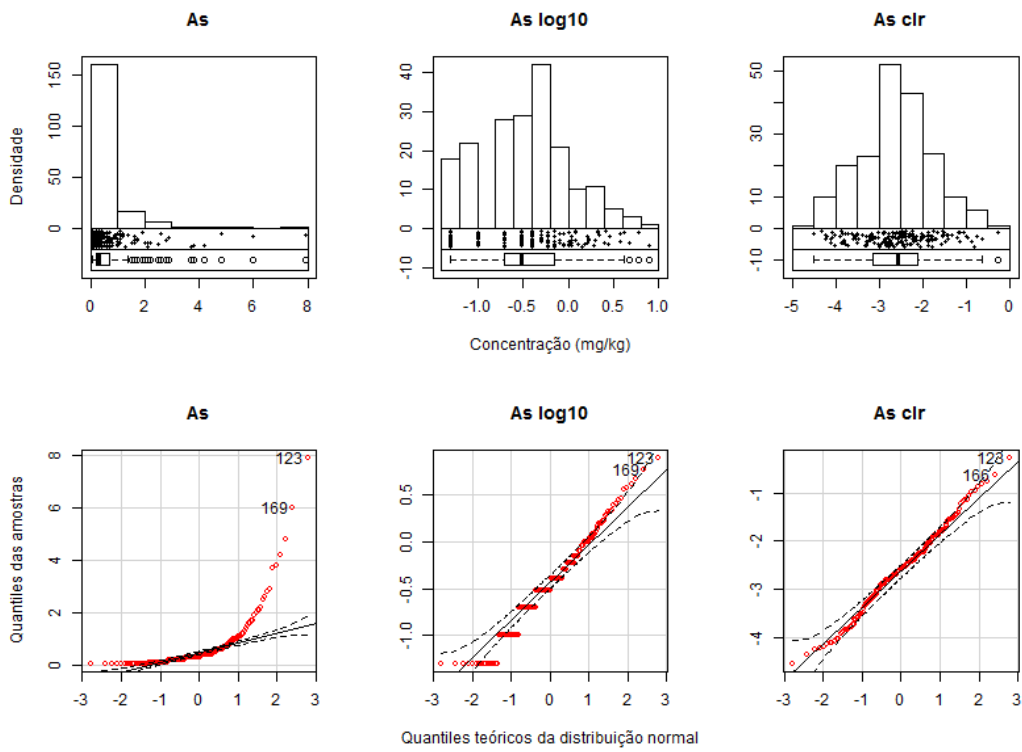 As
As log10
As clr
Densidade
0 50 100 150
0 2 4 6 8
-10 0 10 20 30 40
-1.0 -0.5 0.0 0.5 1.0
-10 0 10 30 50
-5 -4 -3 -2 -1 0
Concentração (mg/kg)
As
As log10
As clr
Quantiles das amostras
0 2 4 6 8
123
169
-3 -2 -1 0 1 2 3
-1.0 -0.5 0.0 0.5
123
169
-3 -2 -1 0 1 2 3
-4 -3 -2 -1
123
166
-3 -2 -1 0 1 2 3
Quantiles teóricos da distribuição normal